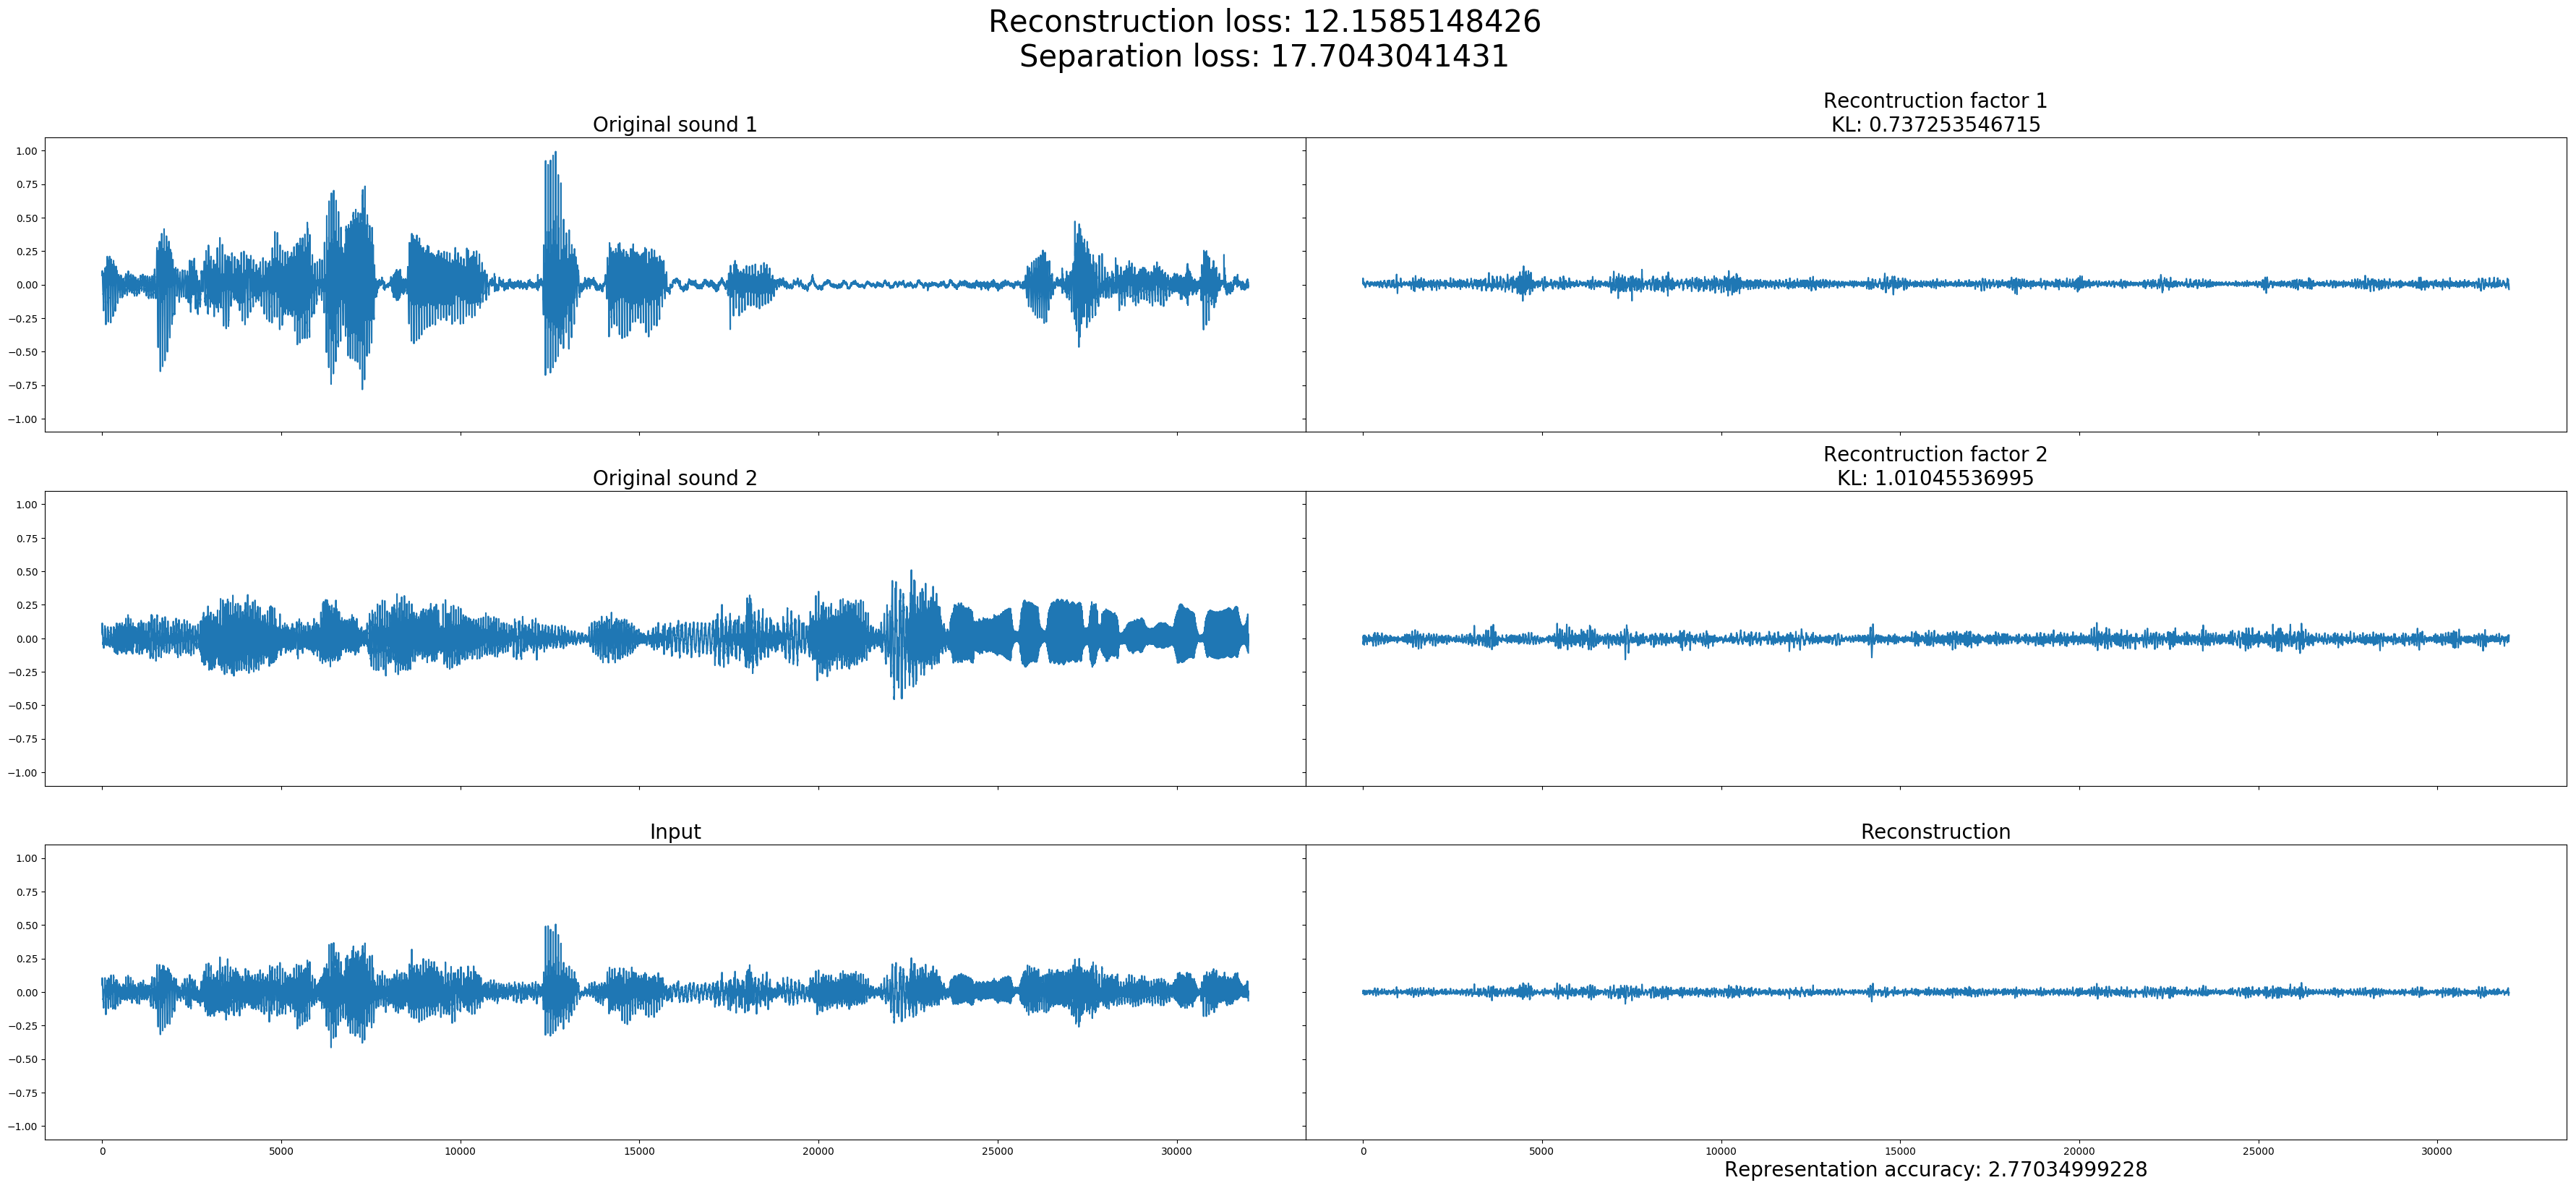 Reconstruction loss: 12.1585148426
Separation loss: 17.7043041431
Original sound 1
Recontruction factor 1
KL: 0.737253546715
1.00
0.75
0.50
0.25
0.00
−0.25
−0.50
−0.75
−1.00
0 5000 10000 15000 20000 25000 30000
Original sound 2
Recontruction factor 2
KL: 1.01045536995
1.00
0.75
0.50
0.25
0.00
−0.25
−0.50
−0.75
−1.00
Input
Reconstruction
1.00
0.75
0.50
0.25
0.00
−0.25
−0.50
−0.75
−1.00
0 5000 10000 15000 20000 25000 30000
Representation accuracy: 2.77034999228